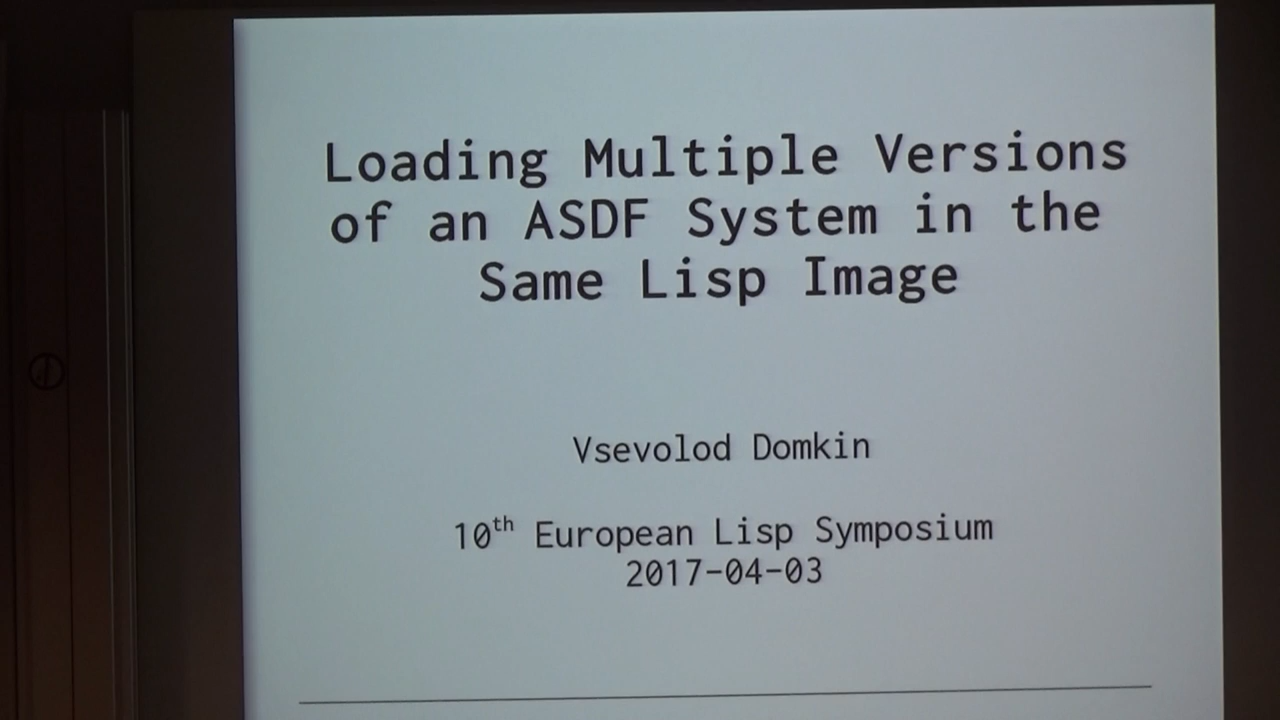 Loading Multiple Versions
of an ASDF System in the
Same Lisp Image
Vsevolod Domkin
10th European Lisp Symposium
2017-04-03